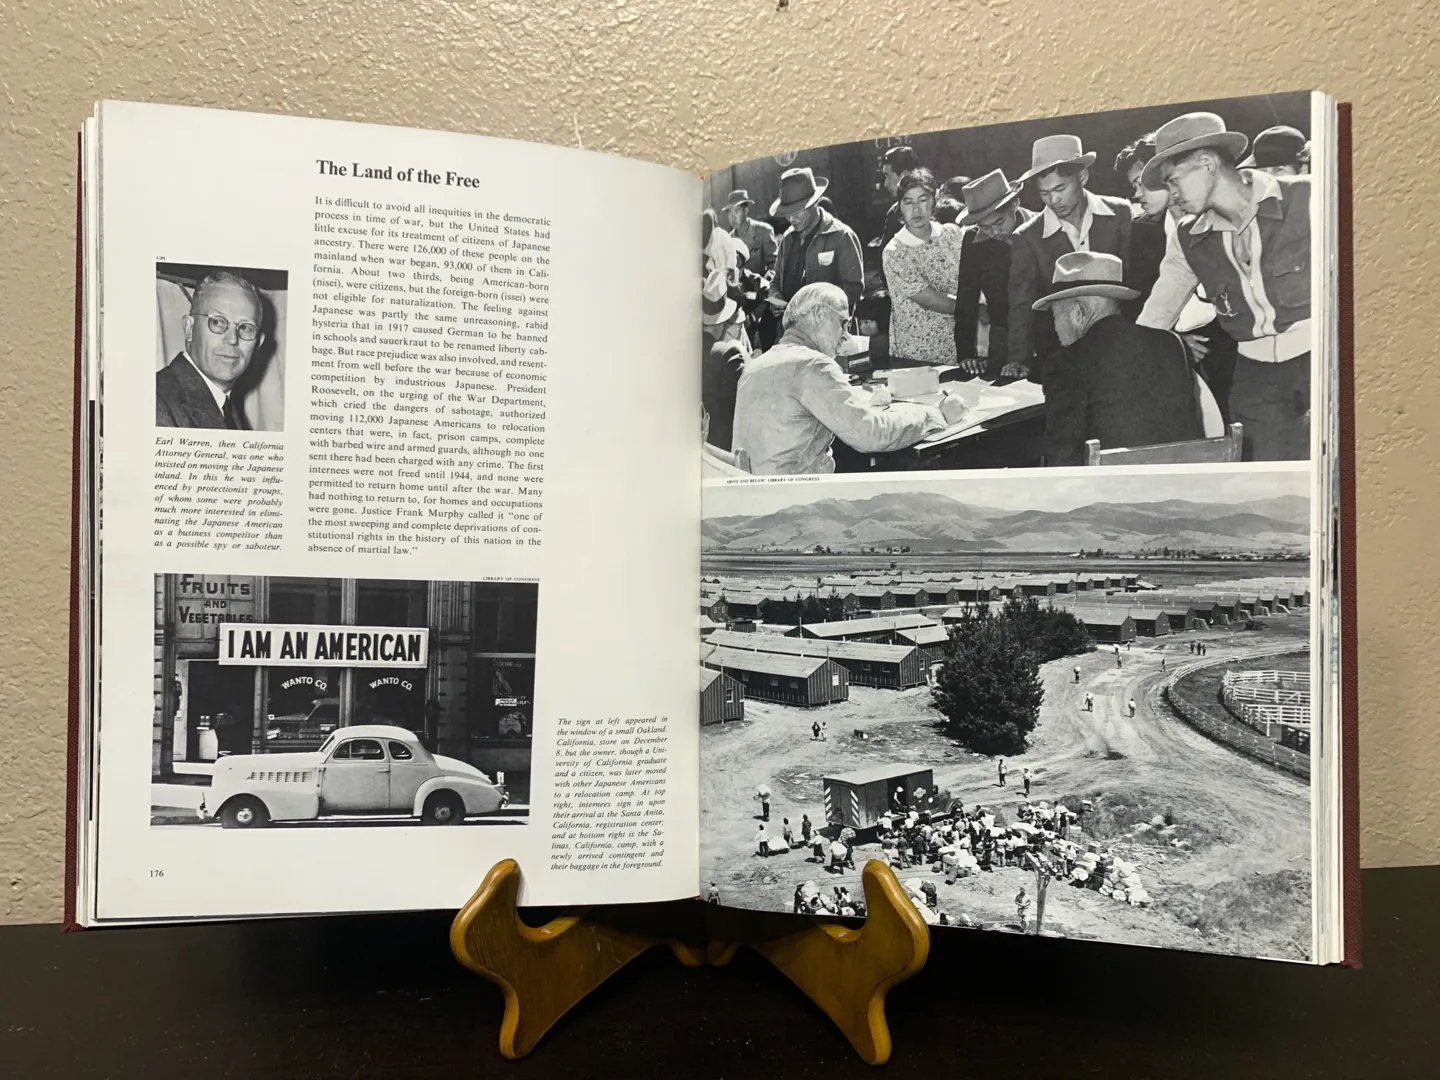 The Land of the Free
It is difficult to avoid all inequities in the democratic
process in time of war, but the United States had
little excuse for its treatment of citizens of Japanese
ancestry. There were 126,000 of these people on the
mainland when war began, 93,000 of them in Cali-
fornia. About two thirds, being American-born
(nisei), were citizens, but the foreign-born (issei) were
not eligible for naturalization. The feeling against
Japanese was partly the same unreasoning, rabid
hysteria that in 1917 caused German to be banned
in schools and sauerkraut to be renamed liberty cab-
bage. But race prejudice was also involved, and resent-
ment from well before the war because of economic
competition by industrious Japanese. President
Roosevelt, on the urging of the War Department,
which cried the dangers of sabotage, authorized
moving 112,000 Japanese Americans to relocation
centers that were, in fact, prison camps, complete
with barbed wire and armed guards, although no one
sent there had been charged with any crime. The first
internees were not freed until 1944, and none were
permitted to return home until after the war. Many
had nothing to return to, for homes and occupations
were gone. Justice Frank Murphy called it “one of
the most sweeping and complete deprivations of con-
stitutional rights in the history of this nation in the
absence of martial law.”
UPI
Earl Warren, then California
Attorney General, was one who
insisted on moving the Japanese
inland. In this he was influ-
enced by protectionist groups,
of whom some were probably
much more interested in elimi-
nating the Japanese American
as a business competitor than
as a possible spy or saboteur.
LIBRARY OF CONGRESS
FRUITS
AND
VEGETABLES
I AM AN AMERICAN
WANTO CO.
WANTO CO.
The sign at left appeared in
the window of a small Oakland,
California, store on December
8, but the owner, though a Uni-
versity of California graduate
and a citizen, was later moved
with other Japanese Americans
to a relocation camp. At top
right, internees sign in upon
their arrival at the Santa Anita,
California, registration center;
and at bottom right is the Sa-
linas, California, camp, with a
newly arrived contingent and
their baggage in the foreground.
176
ABOVE AND BELOW: LIBRARY OF CONGRESS